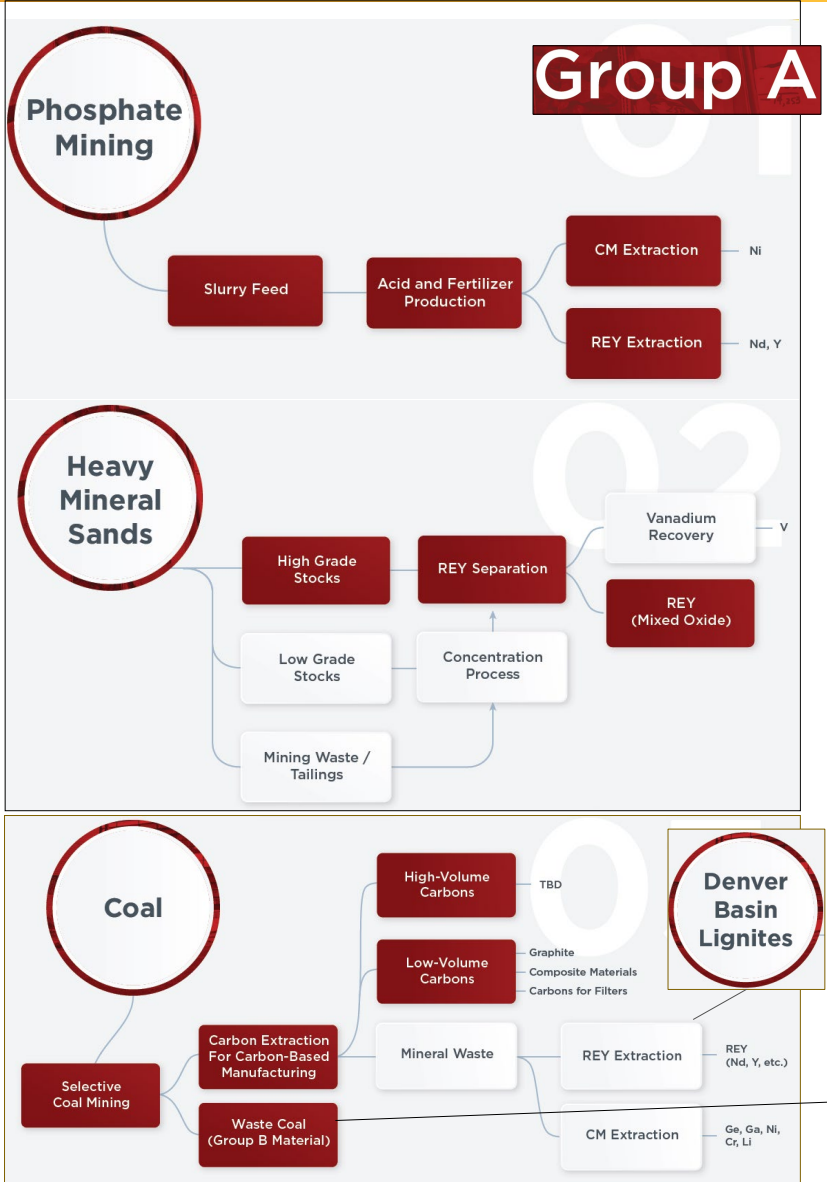 Group A
01
Phosphate
Mining
Slurry Feed
Acid and Fertilizer
Production
CM Extraction
Ni
REY Extraction
Nd, Y
02
Heavy
Mineral
Sands
High Grade
Stocks
REY Separation
Vanadium
Recovery
V
REY
(Mixed Oxide)
Low Grade
Stocks
Concentration
Process
Mining Waste /
Tailings
Coal
Denver
Basin
Lignites
High-Volume
Carbons
TBD
Low-Volume
Carbons
Graphite
Composite Materials
Carbons for Filters
Selective
Coal Mining
Carbon Extraction
For Carbon-Based
Manufacturing
Mineral Waste
REY Extraction
REY
(Nd, Y, etc.)
Waste Coal
(Group B Material)
CM Extraction
Ge, Ga, Ni,
Cr, Li